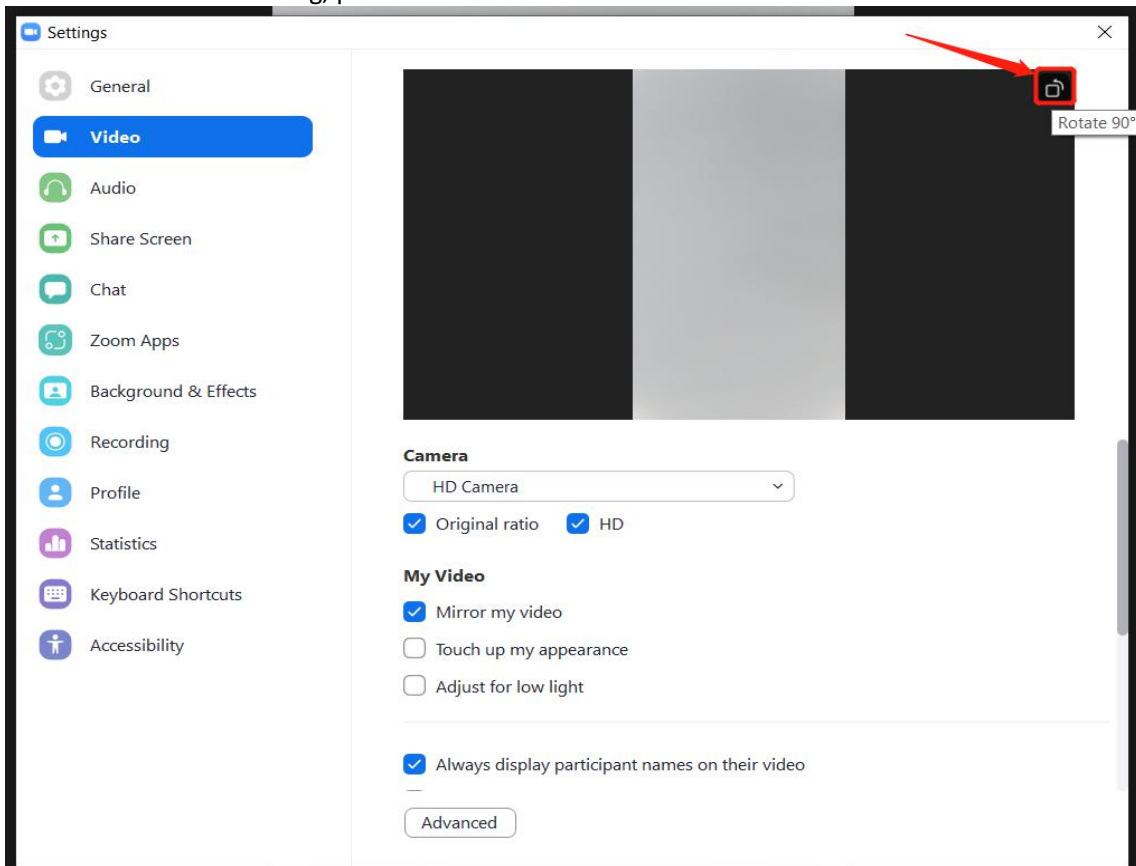 Settings
General
Video
Audio
Share Screen
Chat
Zoom Apps
Background & Effects
Recording
Profile
Statistics
Keyboard Shortcuts
Accessibility
Rotate 90°
Camera
HD Camera
Original ratio HD
My Video
Mirror my video
Touch up my appearance
Adjust for low light
Always display participant names on their video
Advanced